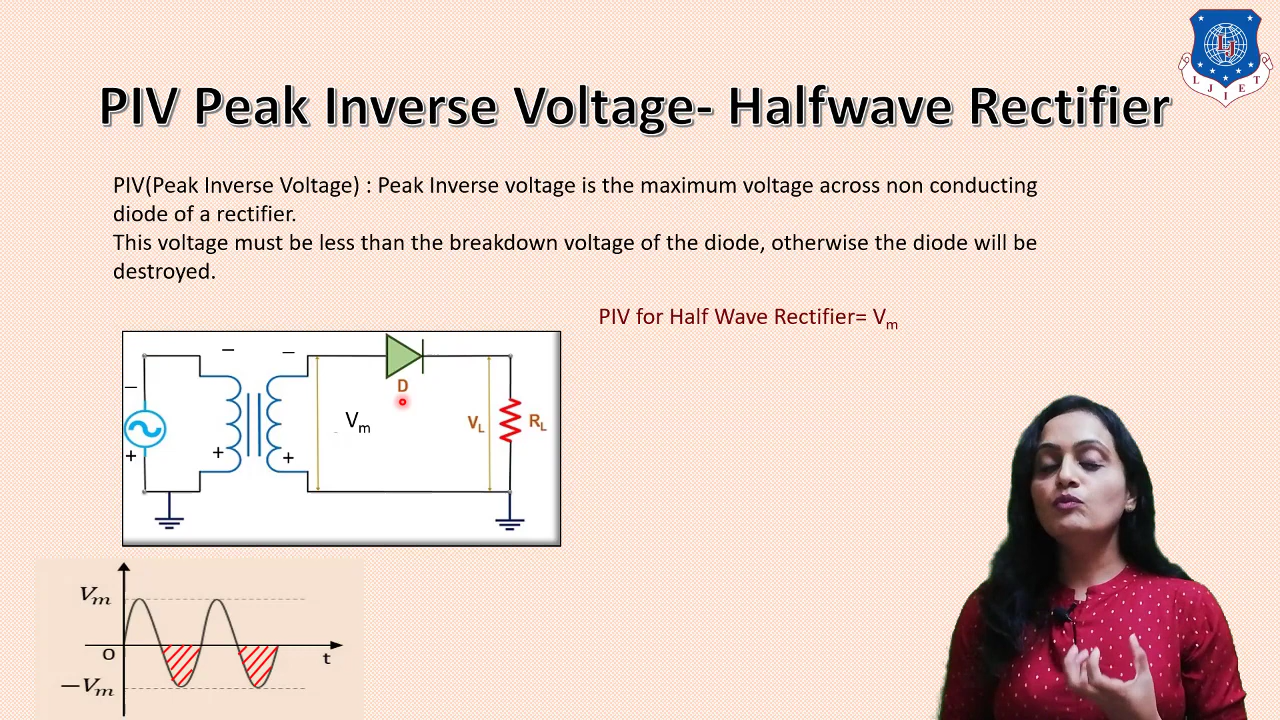 LJ
L J I E T
PIV Peak Inverse Voltage- Halfwave Rectifier
PIV(Peak Inverse Voltage) : Peak Inverse voltage is the maximum voltage across non conducting
diode of a rectifier.
This voltage must be less than the breakdown voltage of the diode, otherwise the diode will be
destroyed.
PIV for Half Wave Rectifier= Vm
− − −
D
Vm
VL
RL
+ + +
Vm
O
t
−Vm